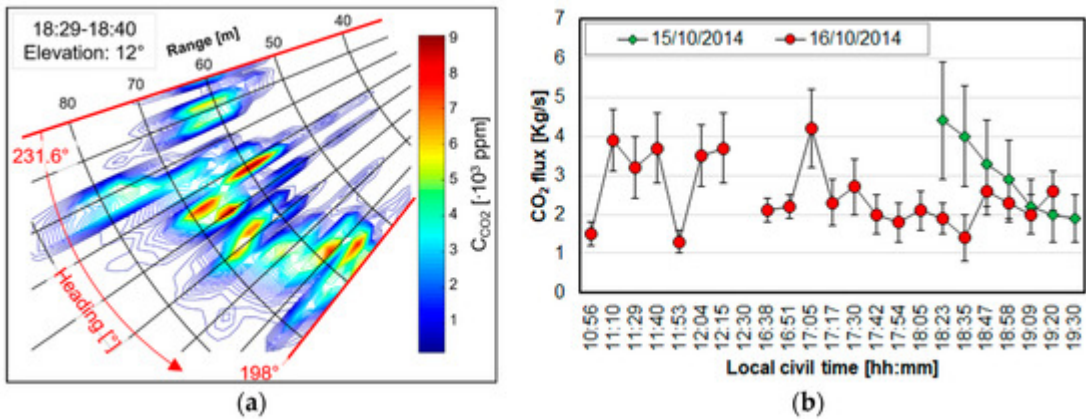 18:29-18:40
Elevation: 12°
Range [m]
40
50
60
70
80
231.6°
Heading [°]
198°
9
8
7
6
5
4
3
2
1
C_CO2 [·10³ ppm]
(a)
15/10/2014 16/10/2014
CO₂ flux [Kg/s]
7
6
5
4
3
2
1
0
10:56 11:10 11:29 11:40 11:53 12:04 12:15 12:30 16:38 16:51 17:05 17:17 17:30 17:42 17:54 18:05 18:23 18:35 18:47 18:58 19:09 19:20 19:30
Local civil time [hh:mm]
(b)